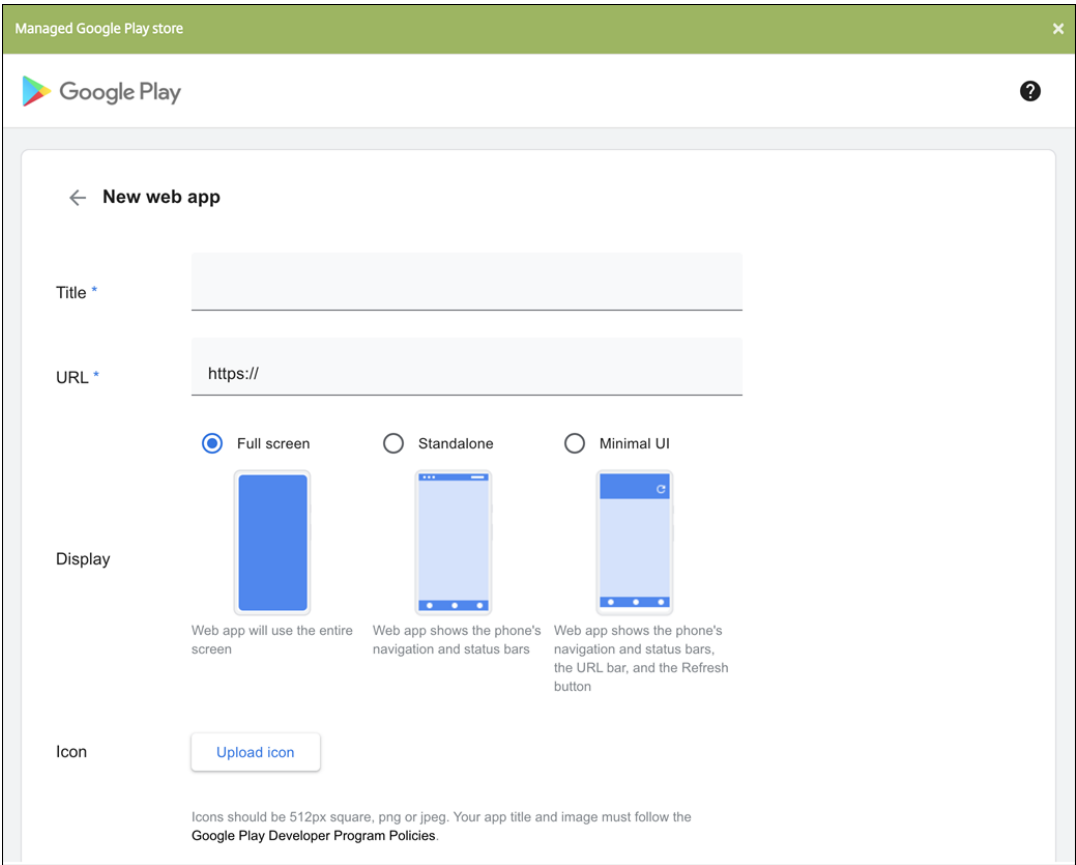 Managed Google Play store
Google Play
New web app
Title *
URL *
https://
Full screen
Standalone
Minimal UI
Display
Web app will use the entire
screen
Web app shows the phone's
navigation and status bars
Web app shows the phone's
navigation and status bars,
the URL bar, and the Refresh
button
Icon
Upload icon
Icons should be 512px square, png or jpeg. Your app title and image must follow the
Google Play Developer Program Policies.